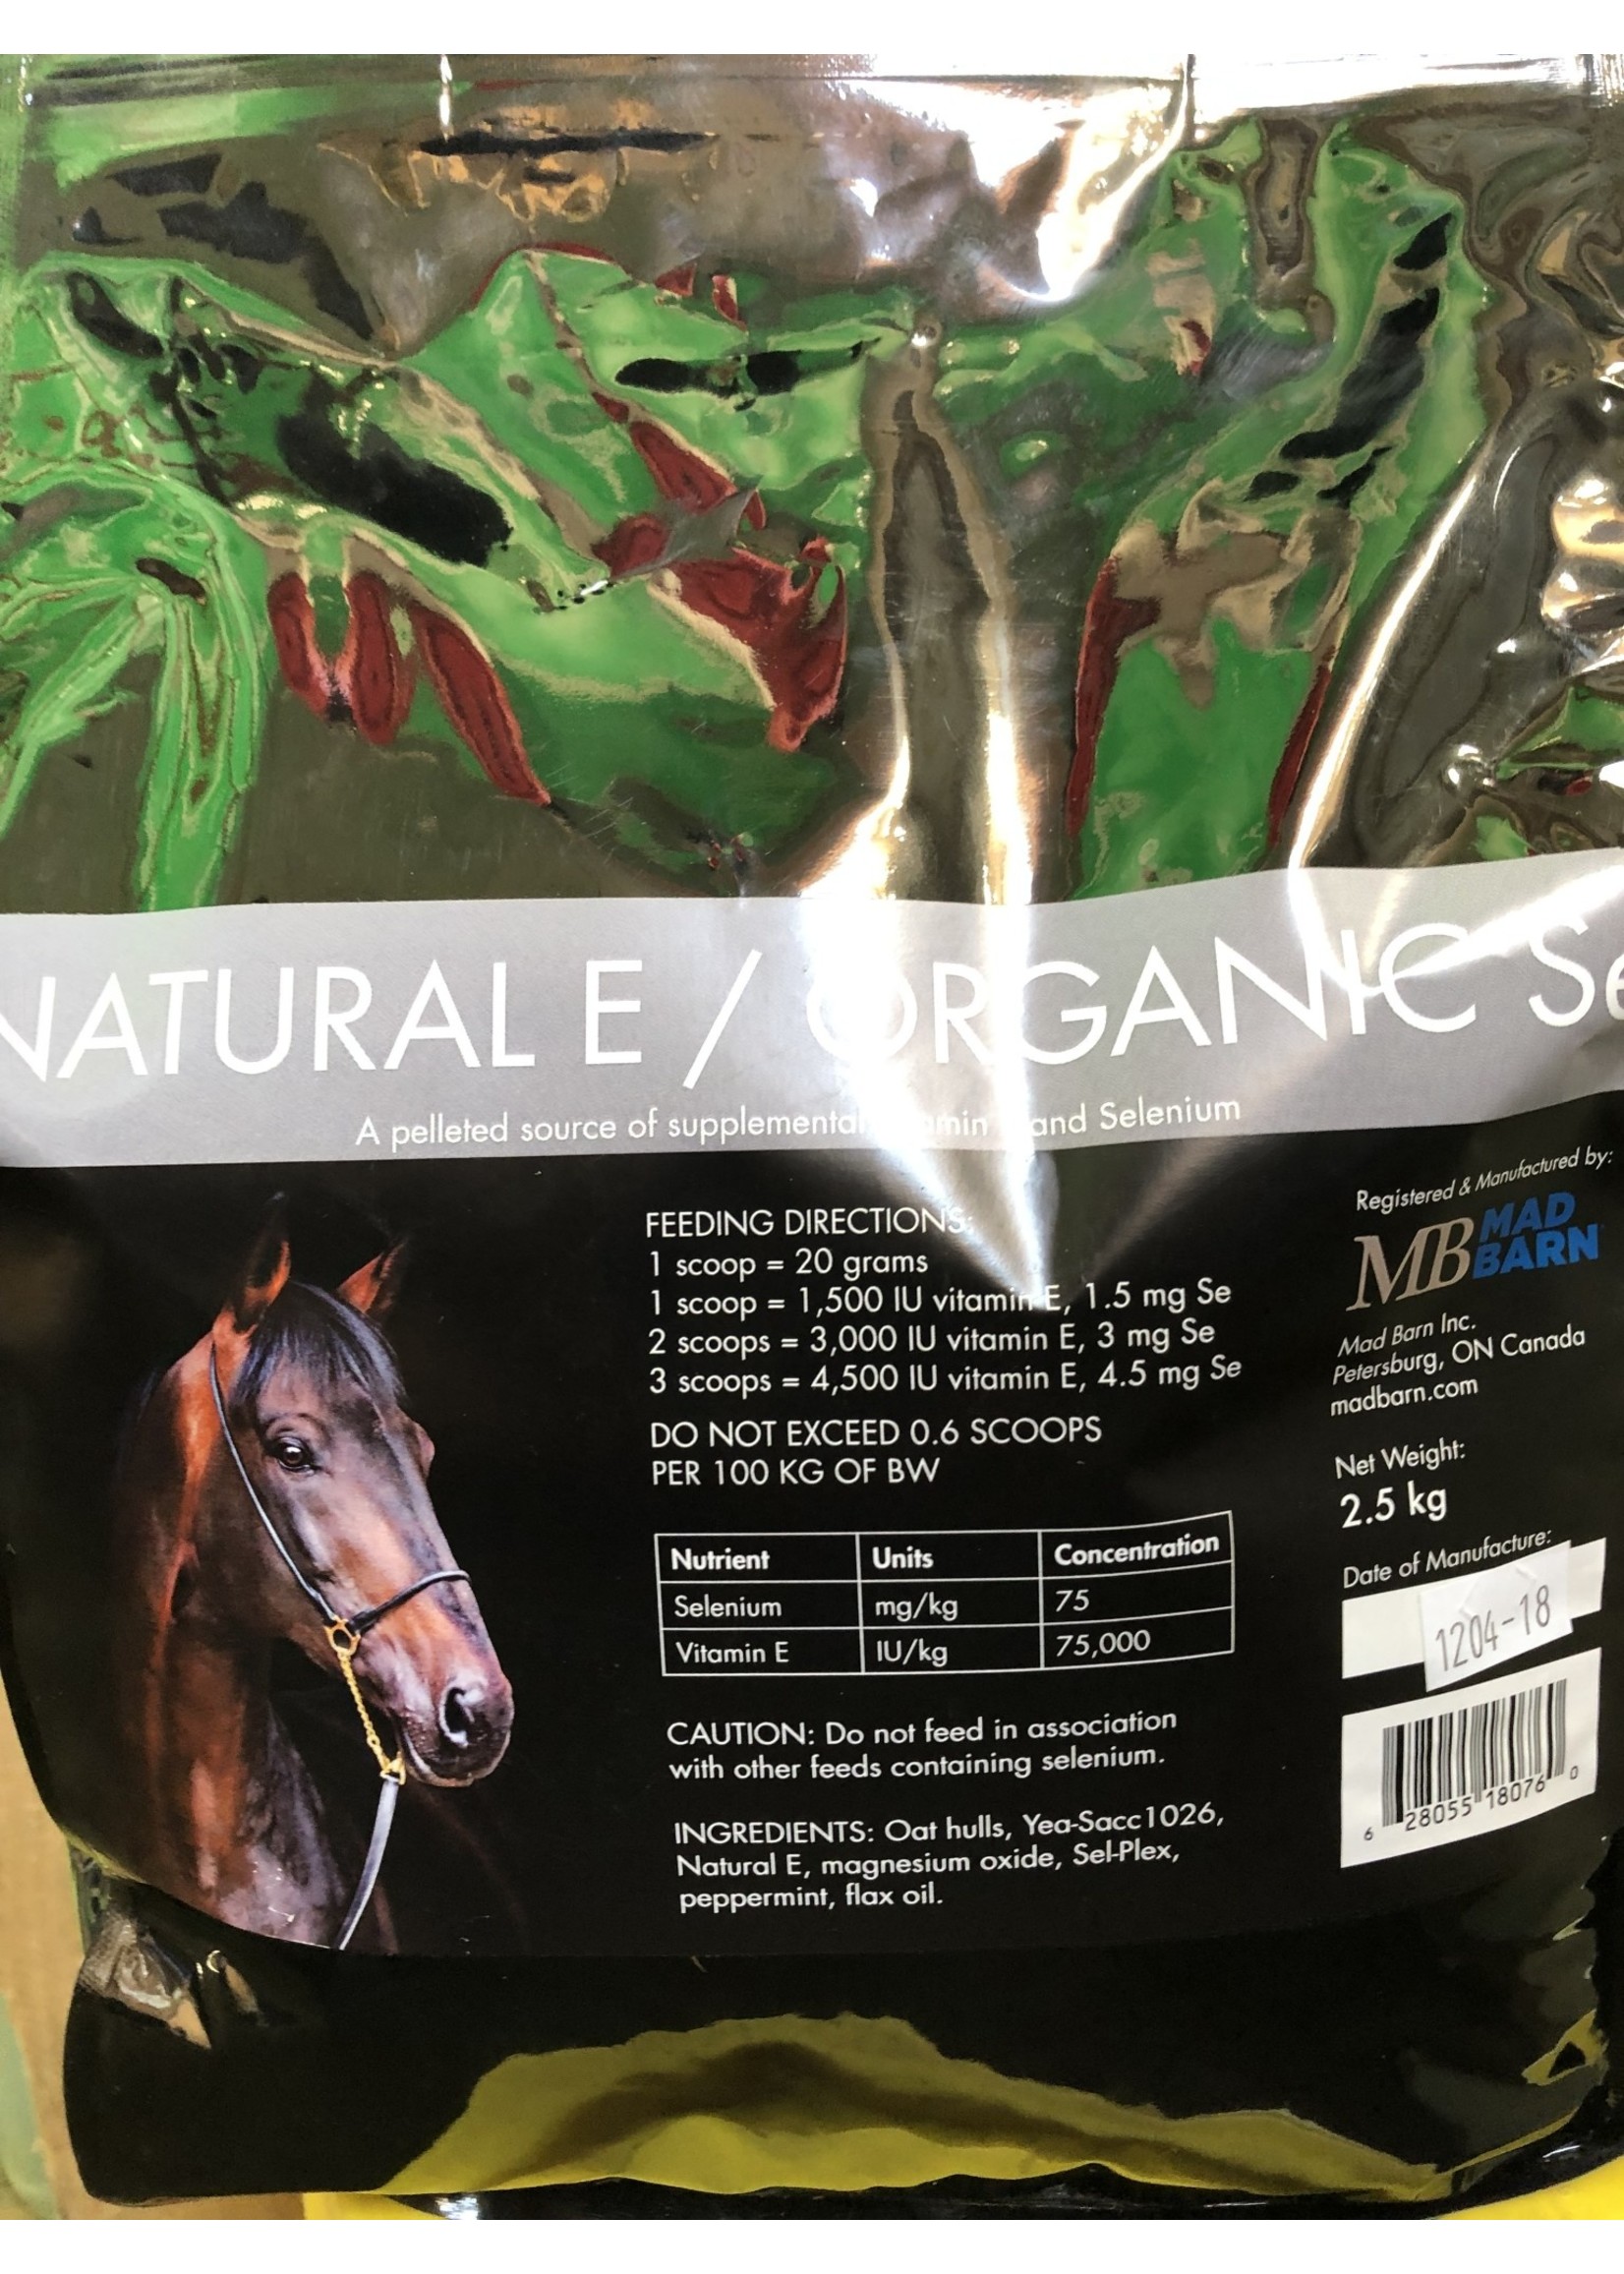 NATURAL E / ORGANIC Se
A pelleted source of supplemental and Selenium
FEEDING DIRECTIONS:
1 scoop = 20 grams
1 scoop = 1,500 IU vitamin E, 1.5 mg Se
2 scoops = 3,000 IU vitamin E, 3 mg Se
3 scoops = 4,500 IU vitamin E, 4.5 mg Se
DO NOT EXCEED 0.6 SCOOPS
PER 100 KG OF BW
Nutrient Units Concentration
Selenium mg/kg 75
Vitamin E IU/kg 75,000
CAUTION: Do not feed in association
with other feeds containing selenium.
INGREDIENTS: Oat hulls, Yea-Sacc1026,
Natural E, magnesium oxide, Sel-Plex,
peppermint, flax oil.
Registered & Manufactured by:
MB MAD
BARN
Mad Barn Inc.
Petersburg, ON Canada
madbarn.com
Net Weight:
2.5 kg
Date of Manufacture:
1204-18
6 28055 18076 0